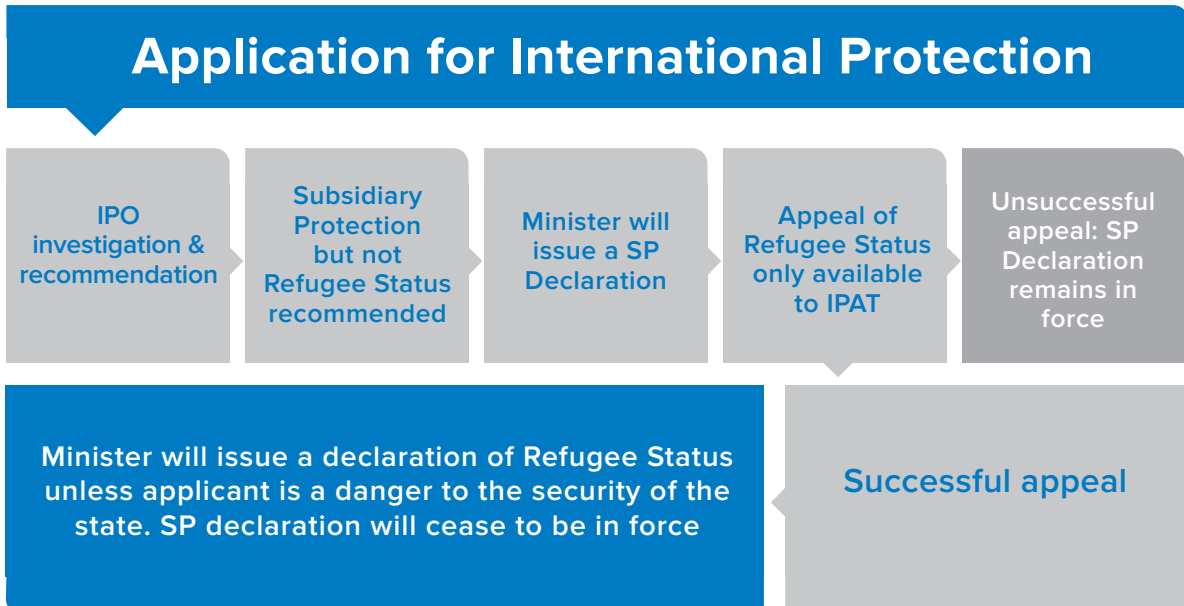 Application for International Protection
IPO
investigation &
recommendation
Subsidiary
Protection
but not
Refugee Status
recommended
Minister will
issue a SP
Declaration
Appeal of
Refugee Status
only available
to IPAT
Unsuccessful
appeal: SP
Declaration
remains in
force
Minister will issue a declaration of Refugee Status
unless applicant is a danger to the security of the
state. SP declaration will cease to be in force
Successful appeal